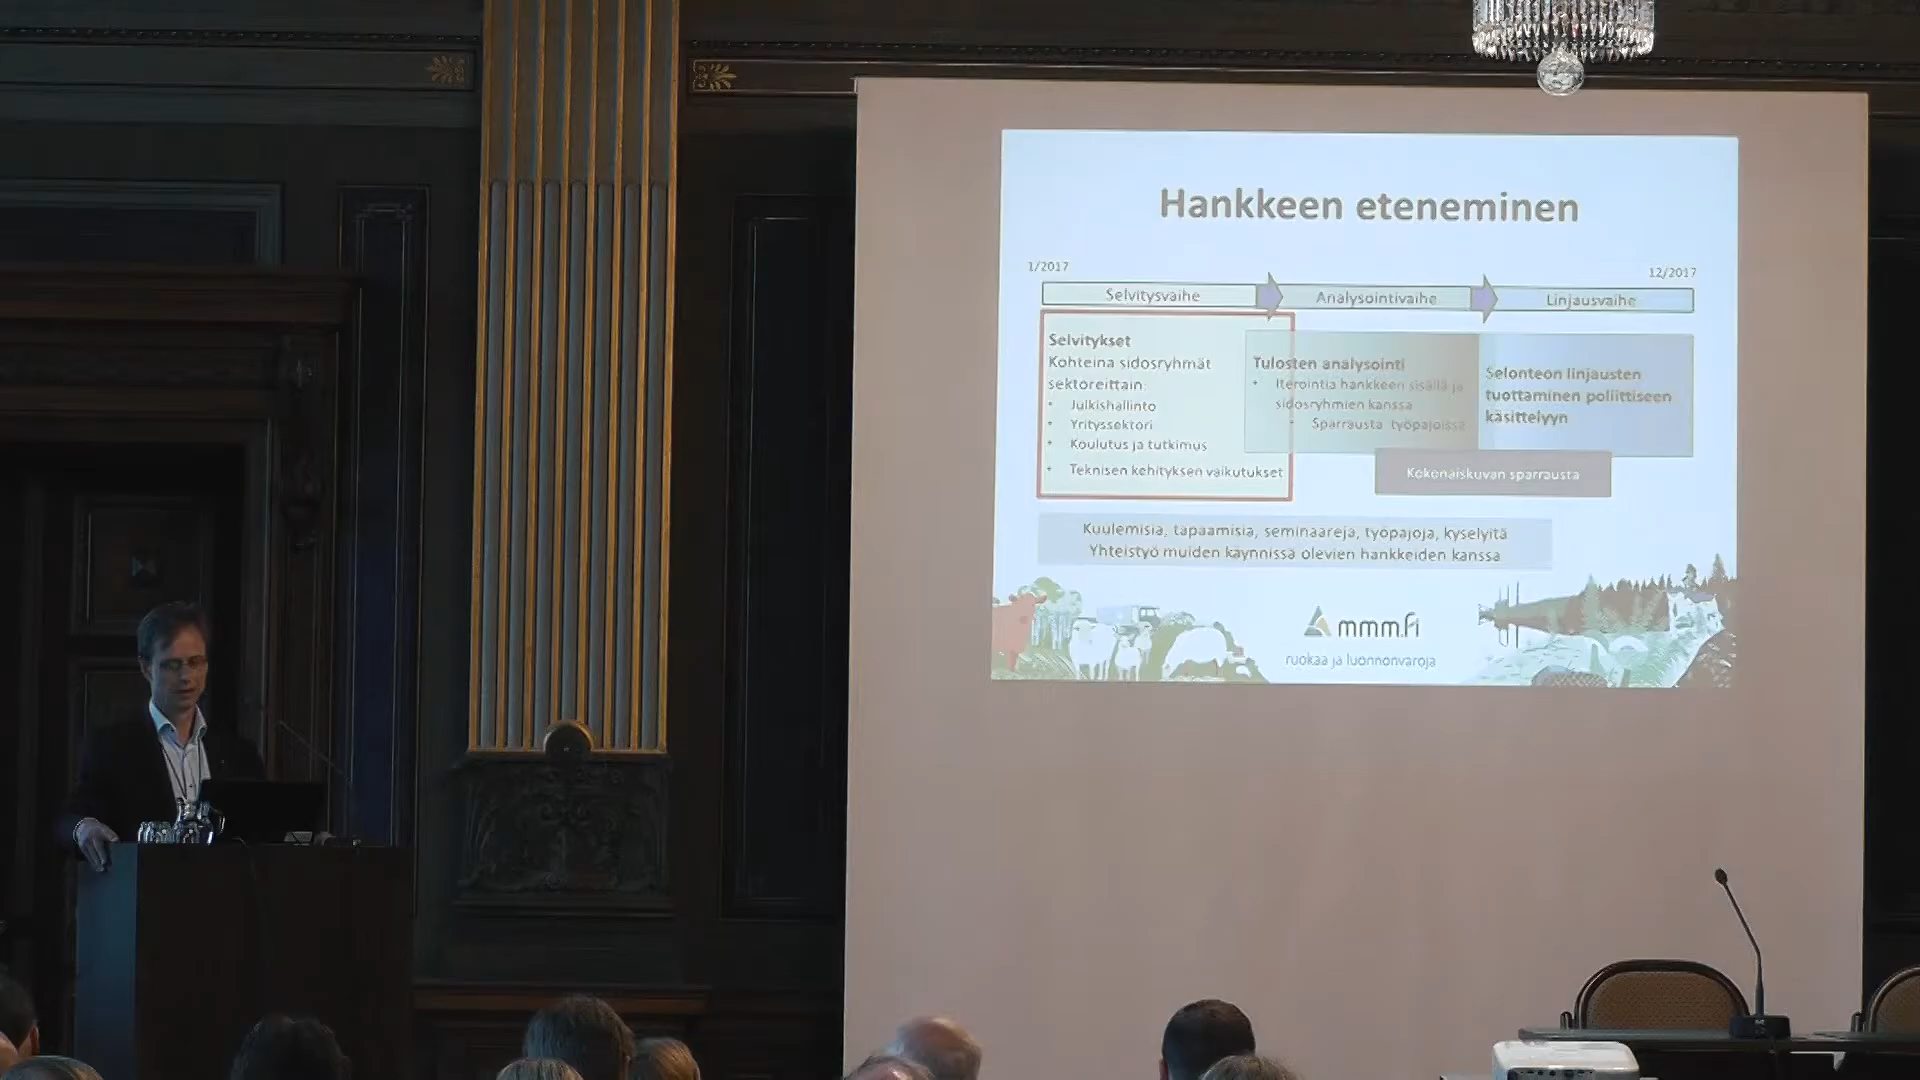 Hankkeen eteneminen
1/2017
12/2017
Selvitysvaihe
Analysointivaihe
Linjausvaihe
Selvitykset
Kohteina sidosryhmät
sektoreittain:
• Julkishallinto
• Yrityssektori
• Koulutus ja tutkimus
• Teknisen kehityksen vaikutukset
Tulosten analysointi
• Iterointia hankkeen sisällä ja
sidosryhmien kanssa
• Sparrausta työpajoissa
Selonteon linjausten
tuottaminen poliittiseen
käsittelyyn
Kokonaiskuvan sparrausta
Kuulemisia, tapaamisia, seminaareja, työpajoja, kyselyitä
Yhteistyö muiden käynnissä olevien hankkeiden kanssa
mmm.fi
ruokaa ja luonnonvaroja